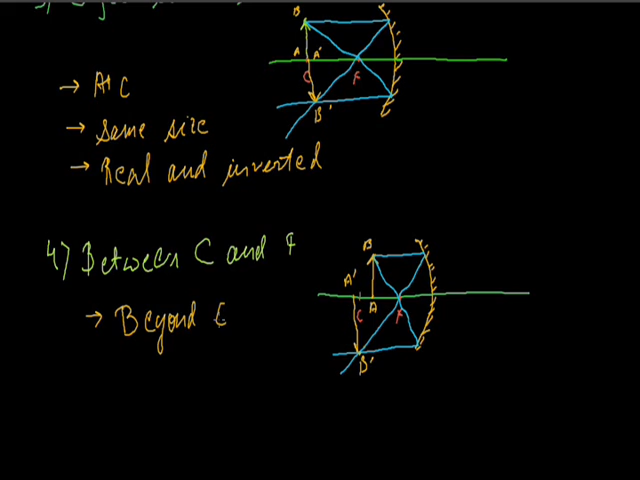 B
A A'
C F
→ At C
B'
→ Same size
→ Real and inverted
4) Between C and F
B
A'
C A F
→ Beyond C
B'